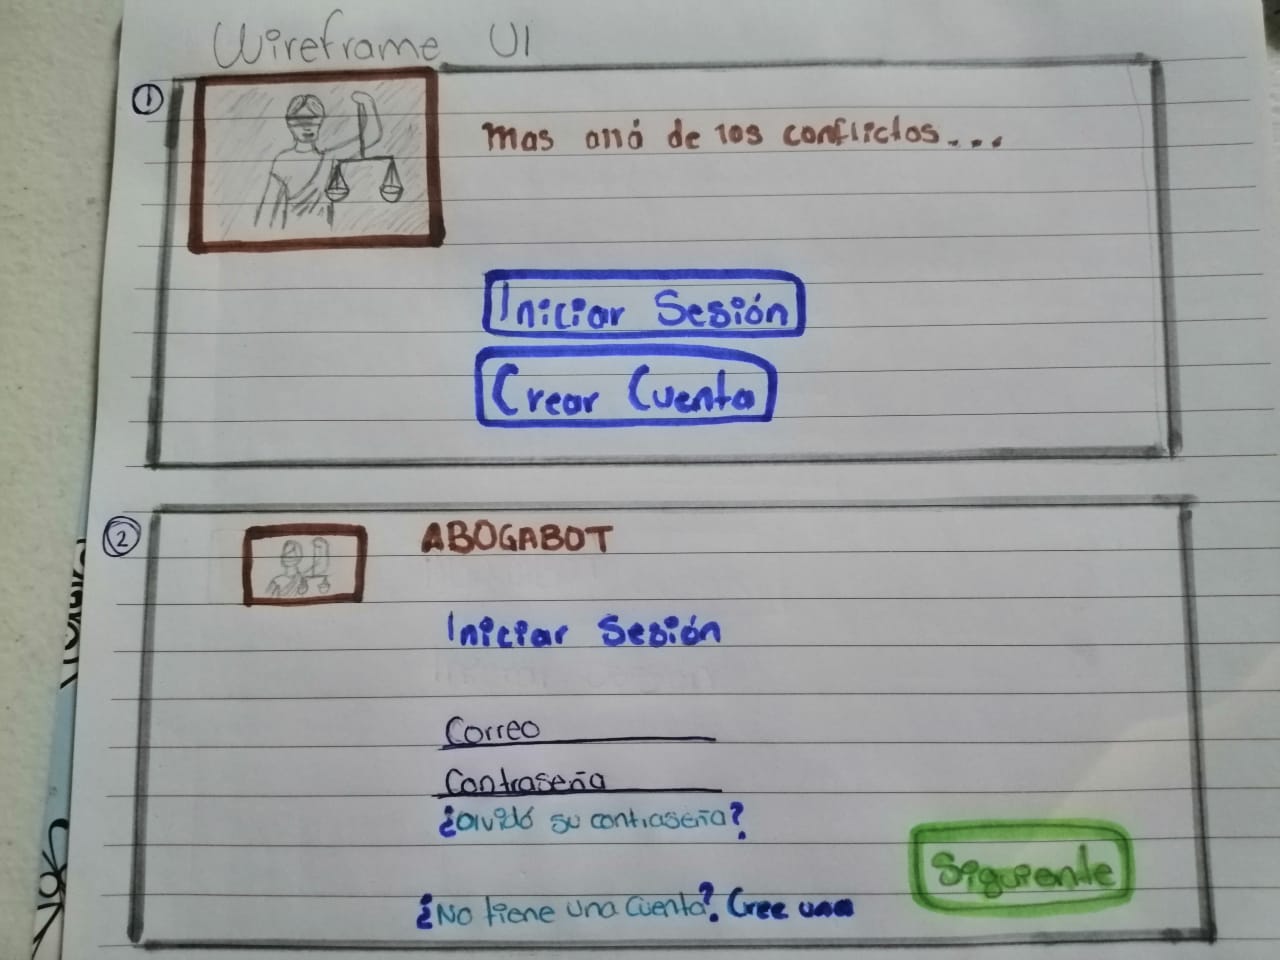 Wireframe UI
1
Mas allá de los conflictos...
Iniciar Sesión
Crear Cuenta
2
ABOGABOT
Iniciar Sesión
Correo
Contraseña
¿Olvidó su contraseña?
Siguiente
¿No tiene una cuenta? Cree una